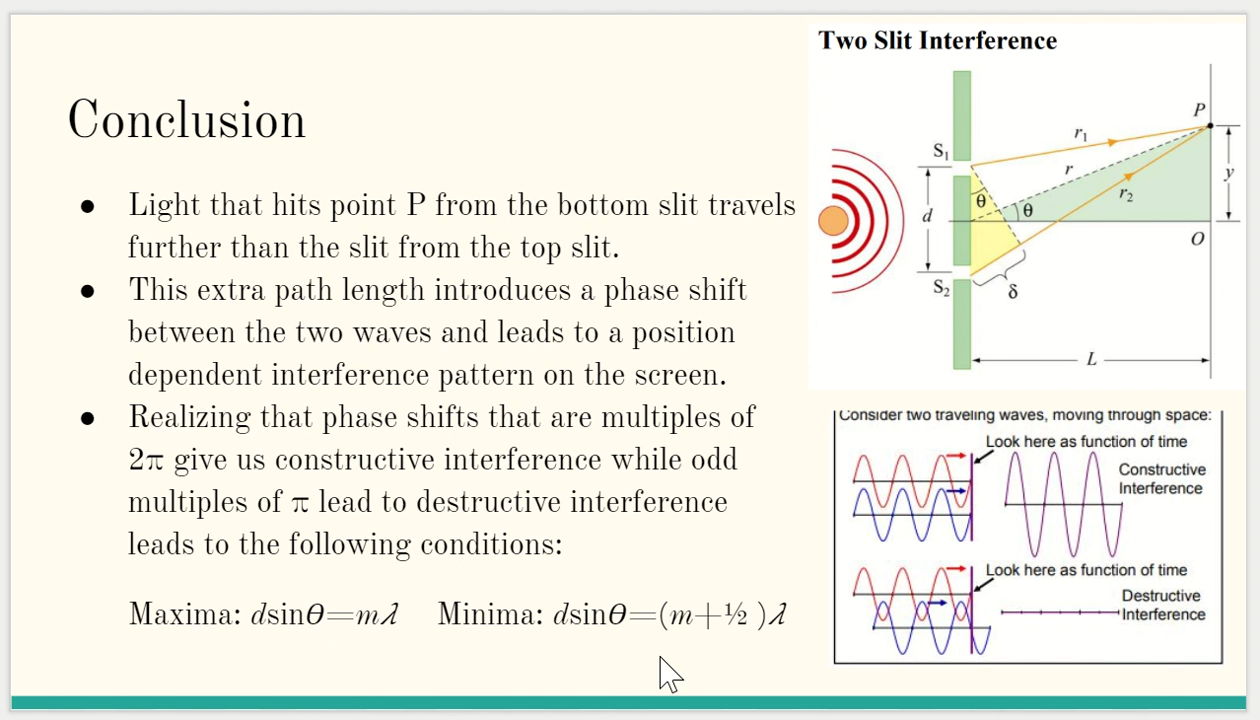 Conclusion
● Light that hits point P from the bottom slit travels
further than the slit from the top slit.
● This extra path length introduces a phase shift
between the two waves and leads to a position
dependent interference pattern on the screen.
● Realizing that phase shifts that are multiples of
2π give us constructive interference while odd
multiples of π lead to destructive interference
leads to the following conditions:
Maxima: dsinθ=mλ Minima: dsinθ=(m+½ )λ
Two Slit Interference
P
r₁
S₁
r
y
θ
θ
r₂
d
O
S₂
δ
L
Consider two traveling waves, moving through space:
Look here as function of time
Constructive
Interference
Look here as function of time
Destructive
Interference